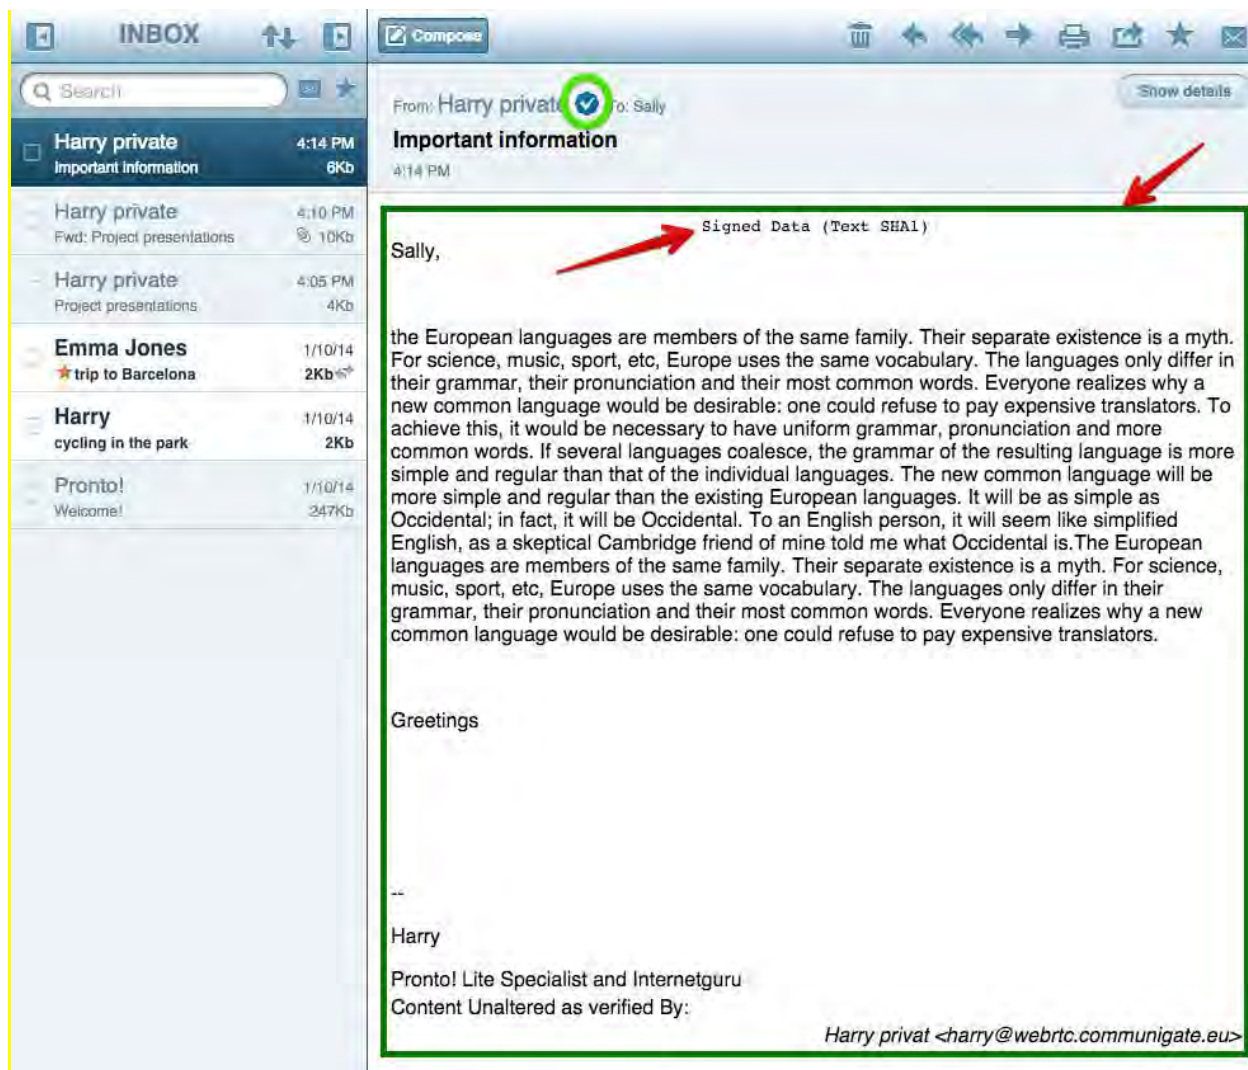 INBOX
Compose
Search
Show details
From: Harry private To: Sally
Important information
4:14 PM
Harry private 4:14 PM
Important information 6Kb
Harry private 4:10 PM
Fwd: Project presentations 10Kb
Harry private 4:05 PM
Project presentations 4Kb
Emma Jones 1/10/14
trip to Barcelona 2Kb
Harry 1/10/14
cycling in the park 2Kb
Pronto! 1/10/14
Welcome! 247Kb
Signed Data (Text SHA1)
Sally,
the European languages are members of the same family. Their separate existence is a myth.
For science, music, sport, etc, Europe uses the same vocabulary. The languages only differ in
their grammar, their pronunciation and their most common words. Everyone realizes why a
new common language would be desirable: one could refuse to pay expensive translators. To
achieve this, it would be necessary to have uniform grammar, pronunciation and more
common words. If several languages coalesce, the grammar of the resulting language is more
simple and regular than that of the individual languages. The new common language will be
more simple and regular than the existing European languages. It will be as simple as
Occidental; in fact, it will be Occidental. To an English person, it will seem like simplified
English, as a skeptical Cambridge friend of mine told me what Occidental is.The European
languages are members of the same family. Their separate existence is a myth. For science,
music, sport, etc, Europe uses the same vocabulary. The languages only differ in their
grammar, their pronunciation and their most common words. Everyone realizes why a new
common language would be desirable: one could refuse to pay expensive translators.
Greetings
--
Harry
Pronto! Lite Specialist and Internetguru
Content Unaltered as verified By:
Harry privat <harry@webrtc.communigate.eu>